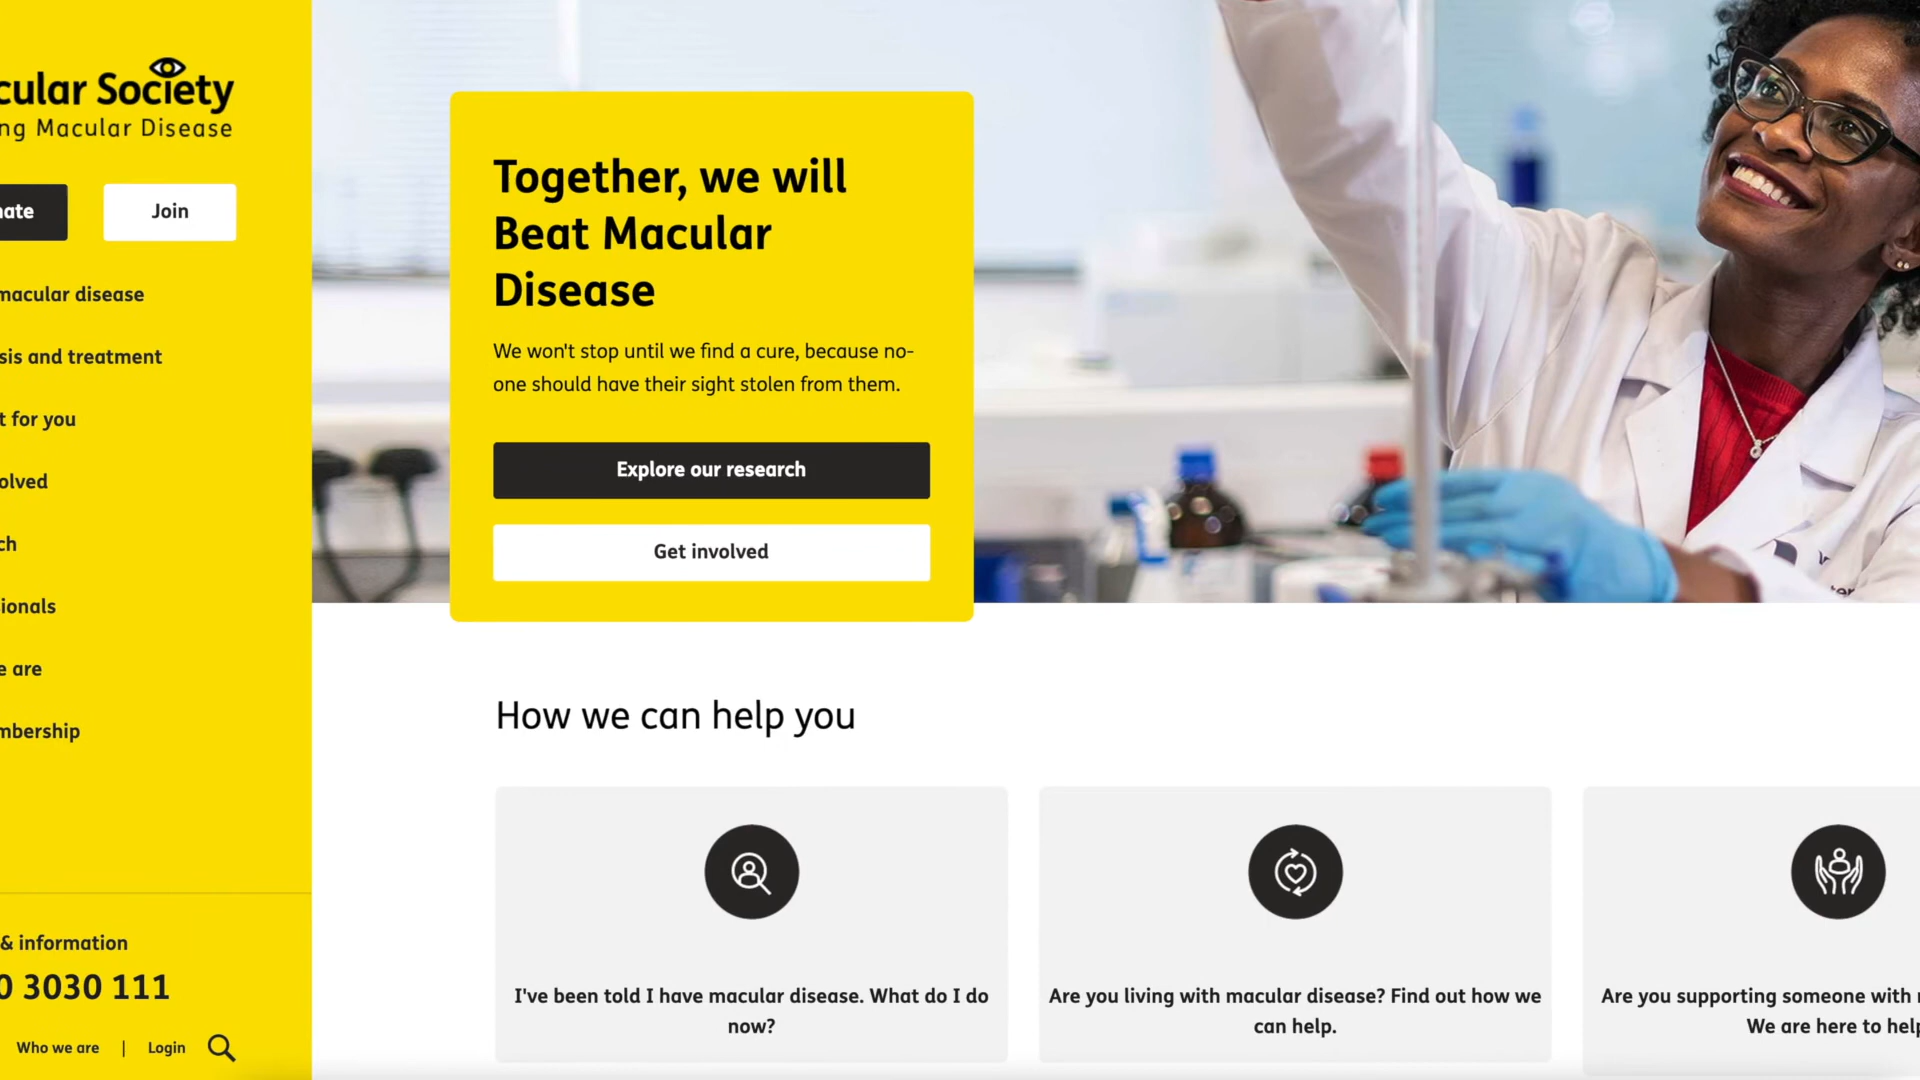 cular Society
ng Macular Disease
nate
Join
macular disease
sis and treatment
t for you
olved
ch
ionals
e are
mbership
& information
0 3030 111
Who we are | Login
Together, we will
Beat Macular
Disease
We won't stop until we find a cure, because no-
one should have their sight stolen from them.
Explore our research
Get involved
How we can help you
I've been told I have macular disease. What do I do
now?
Are you living with macular disease? Find out how we
can help.
Are you supporting someone with
We are here to help